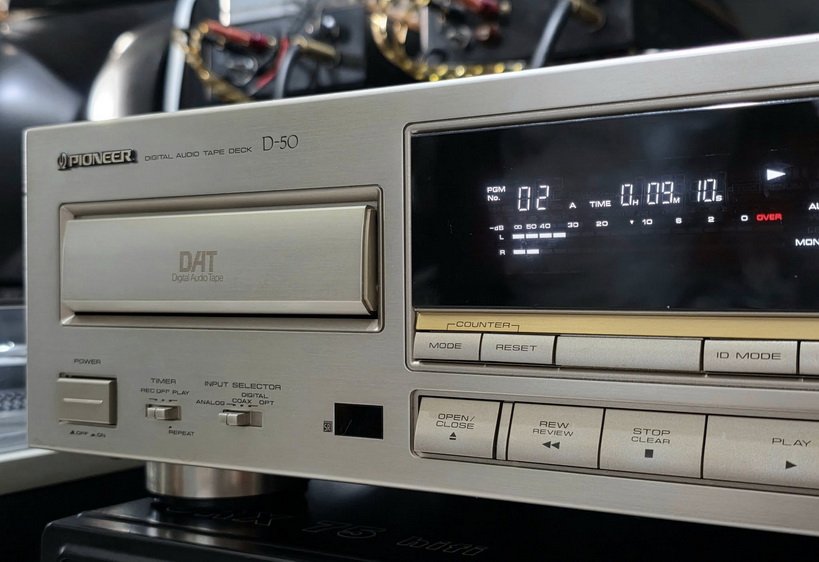 PIONEER DIGITAL AUDIO TAPE DECK D-50
DAT
Digital Audio Tape
PGM No. 02 A TIME 0H 09M 10S
-dB ∞ 50 40 30 20 ▾ 10 6 2 0 OVER
L
R
AU
MON
COUNTER
MODE RESET ID MODE
POWER
OFF ON
TIMER
REC OFF PLAY
REPEAT
INPUT SELECTOR
DIGITAL
ANALOG COAX OPT
OPEN/CLOSE
REW
REVIEW
STOP
CLEAR
PLAY